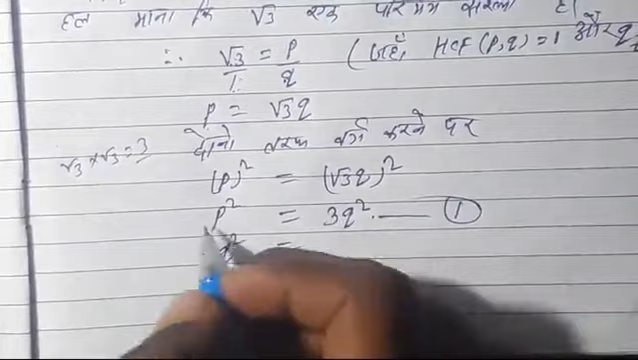 हल माना कि √3 एक परिमेय संख्या है।
∴ √3/1 = p/q ( जहाँ, HCF (p,q) = 1 और q
p = √3q
√3×√3=3 दोनो तरफ वर्ग करने पर
(p)² = (√3q)²
p² = 3q² —— ①
=